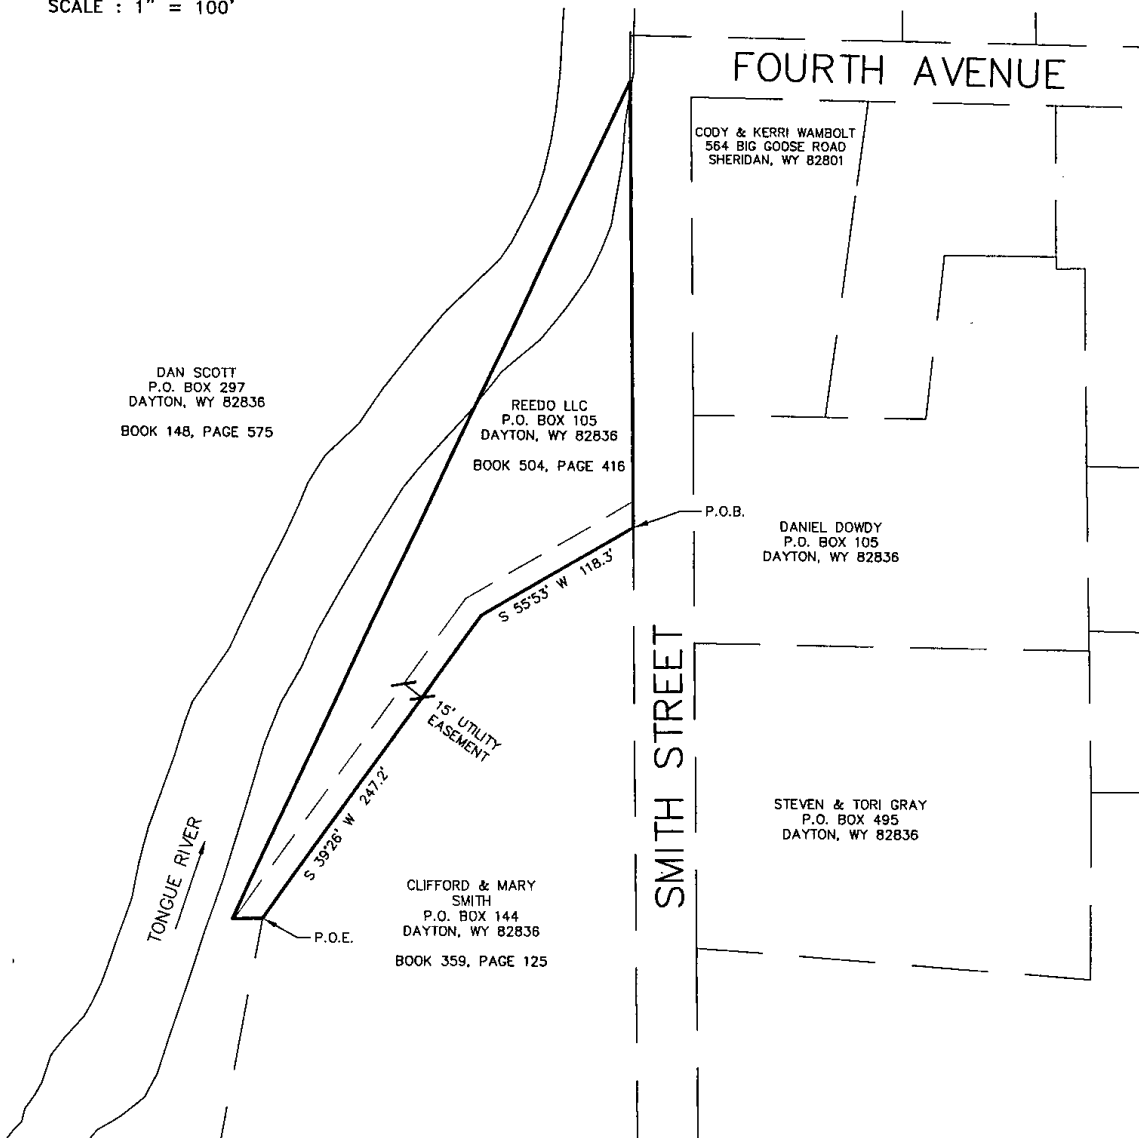 SCALE : 1" = 100'
FOURTH AVENUE
CODY & KERRI WAMBOLT
564 BIG GOOSE ROAD
SHERIDAN, WY 82801
DAN SCOTT
P.O. BOX 297
DAYTON, WY 82836
BOOK 148, PAGE 575
REEDO LLC
P.O. BOX 105
DAYTON, WY 82836
BOOK 504, PAGE 416
P.O.B.
DANIEL DOWDY
P.O. BOX 105
DAYTON, WY 82836
S 55°53' W 118.3'
SMITH STREET
15' UTILITY
EASEMENT
S 39°26' W 247.2'
STEVEN & TORI GRAY
P.O. BOX 495
DAYTON, WY 82836
TONGUE RIVER
CLIFFORD & MARY
SMITH
P.O. BOX 144
DAYTON, WY 82836
BOOK 359, PAGE 125
P.O.E.